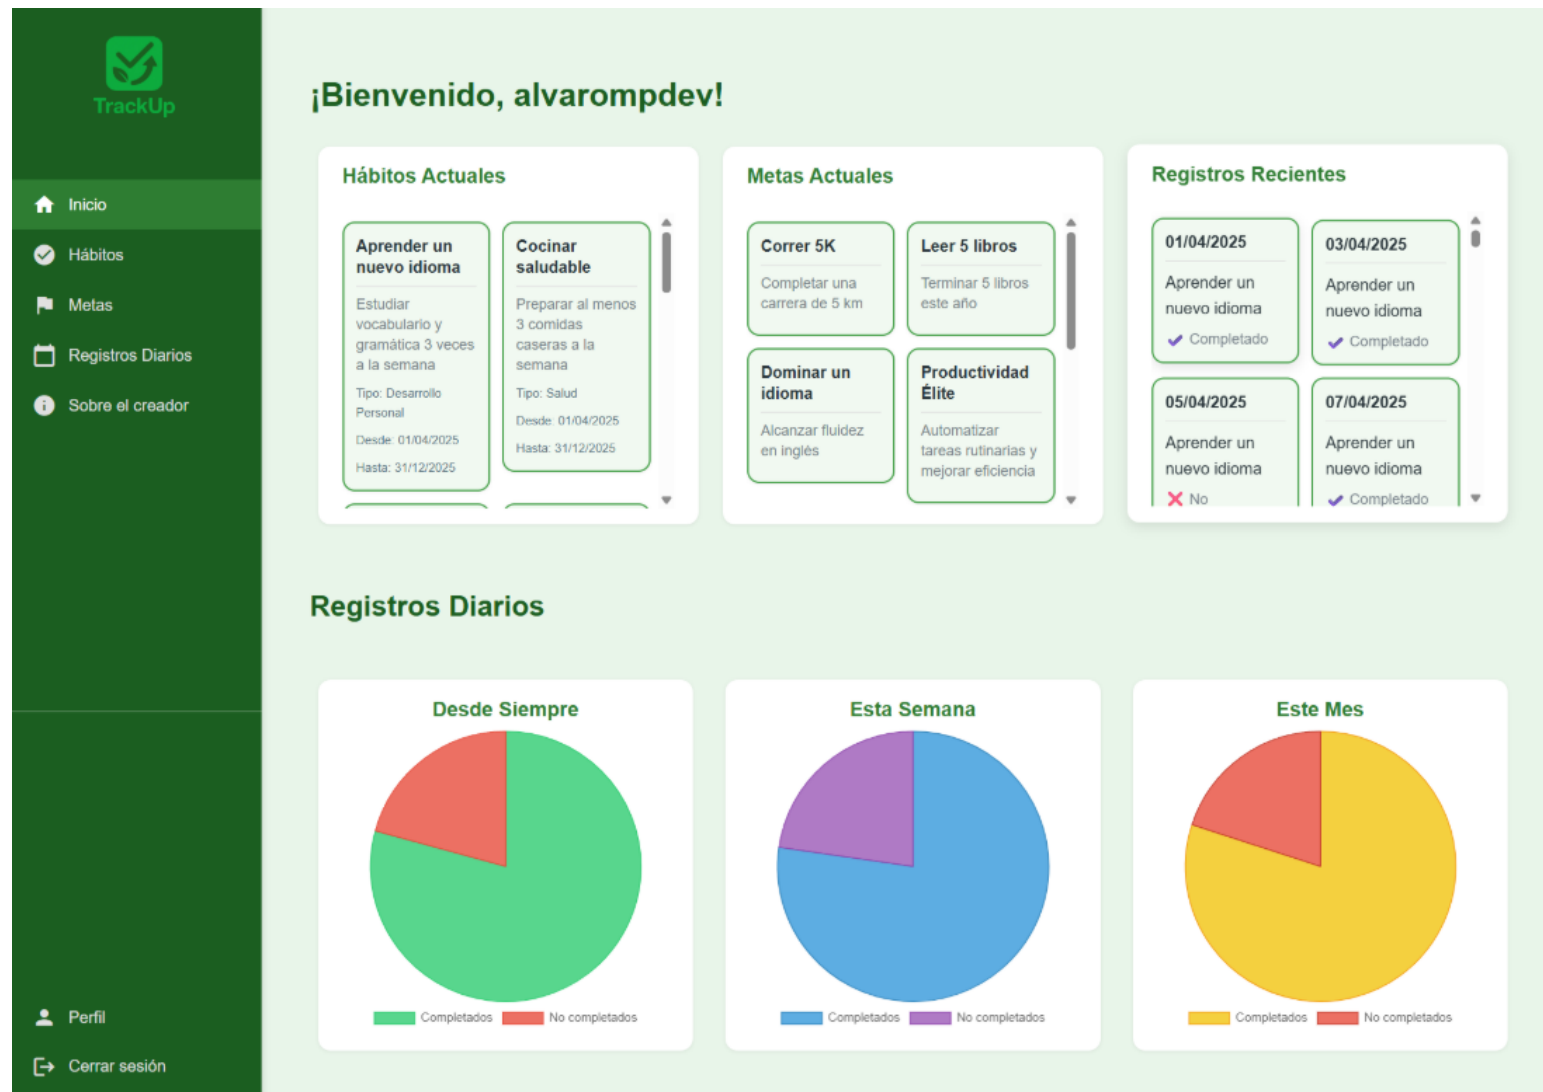 TrackUp
Inicio
Hábitos
Metas
Registros Diarios
Sobre el creador
Perfil
Cerrar sesión
¡Bienvenido, alvarompdev!
Hábitos Actuales
Aprender un
nuevo idioma
Estudiar
vocabulario y
gramática 3 veces
a la semana
Tipo: Desarrollo
Personal
Desde: 01/04/2025
Hasta: 31/12/2025
Cocinar
saludable
Preparar al menos
3 comidas
caseras a la
semana
Tipo: Salud
Desde: 01/04/2025
Hasta: 31/12/2025
Metas Actuales
Correr 5K
Completar una
carrera de 5 km
Leer 5 libros
Terminar 5 libros
este año
Dominar un
idioma
Alcanzar fluidez
en inglés
Productividad
Élite
Automatizar
tareas rutinarias y
mejorar eficiencia
Registros Recientes
01/04/2025
Aprender un
nuevo idioma
Completado
03/04/2025
Aprender un
nuevo idioma
Completado
05/04/2025
Aprender un
nuevo idioma
No
07/04/2025
Aprender un
nuevo idioma
Completado
Registros Diarios
Desde Siempre
Completados No completados
Esta Semana
Completados No completados
Este Mes
Completados No completados